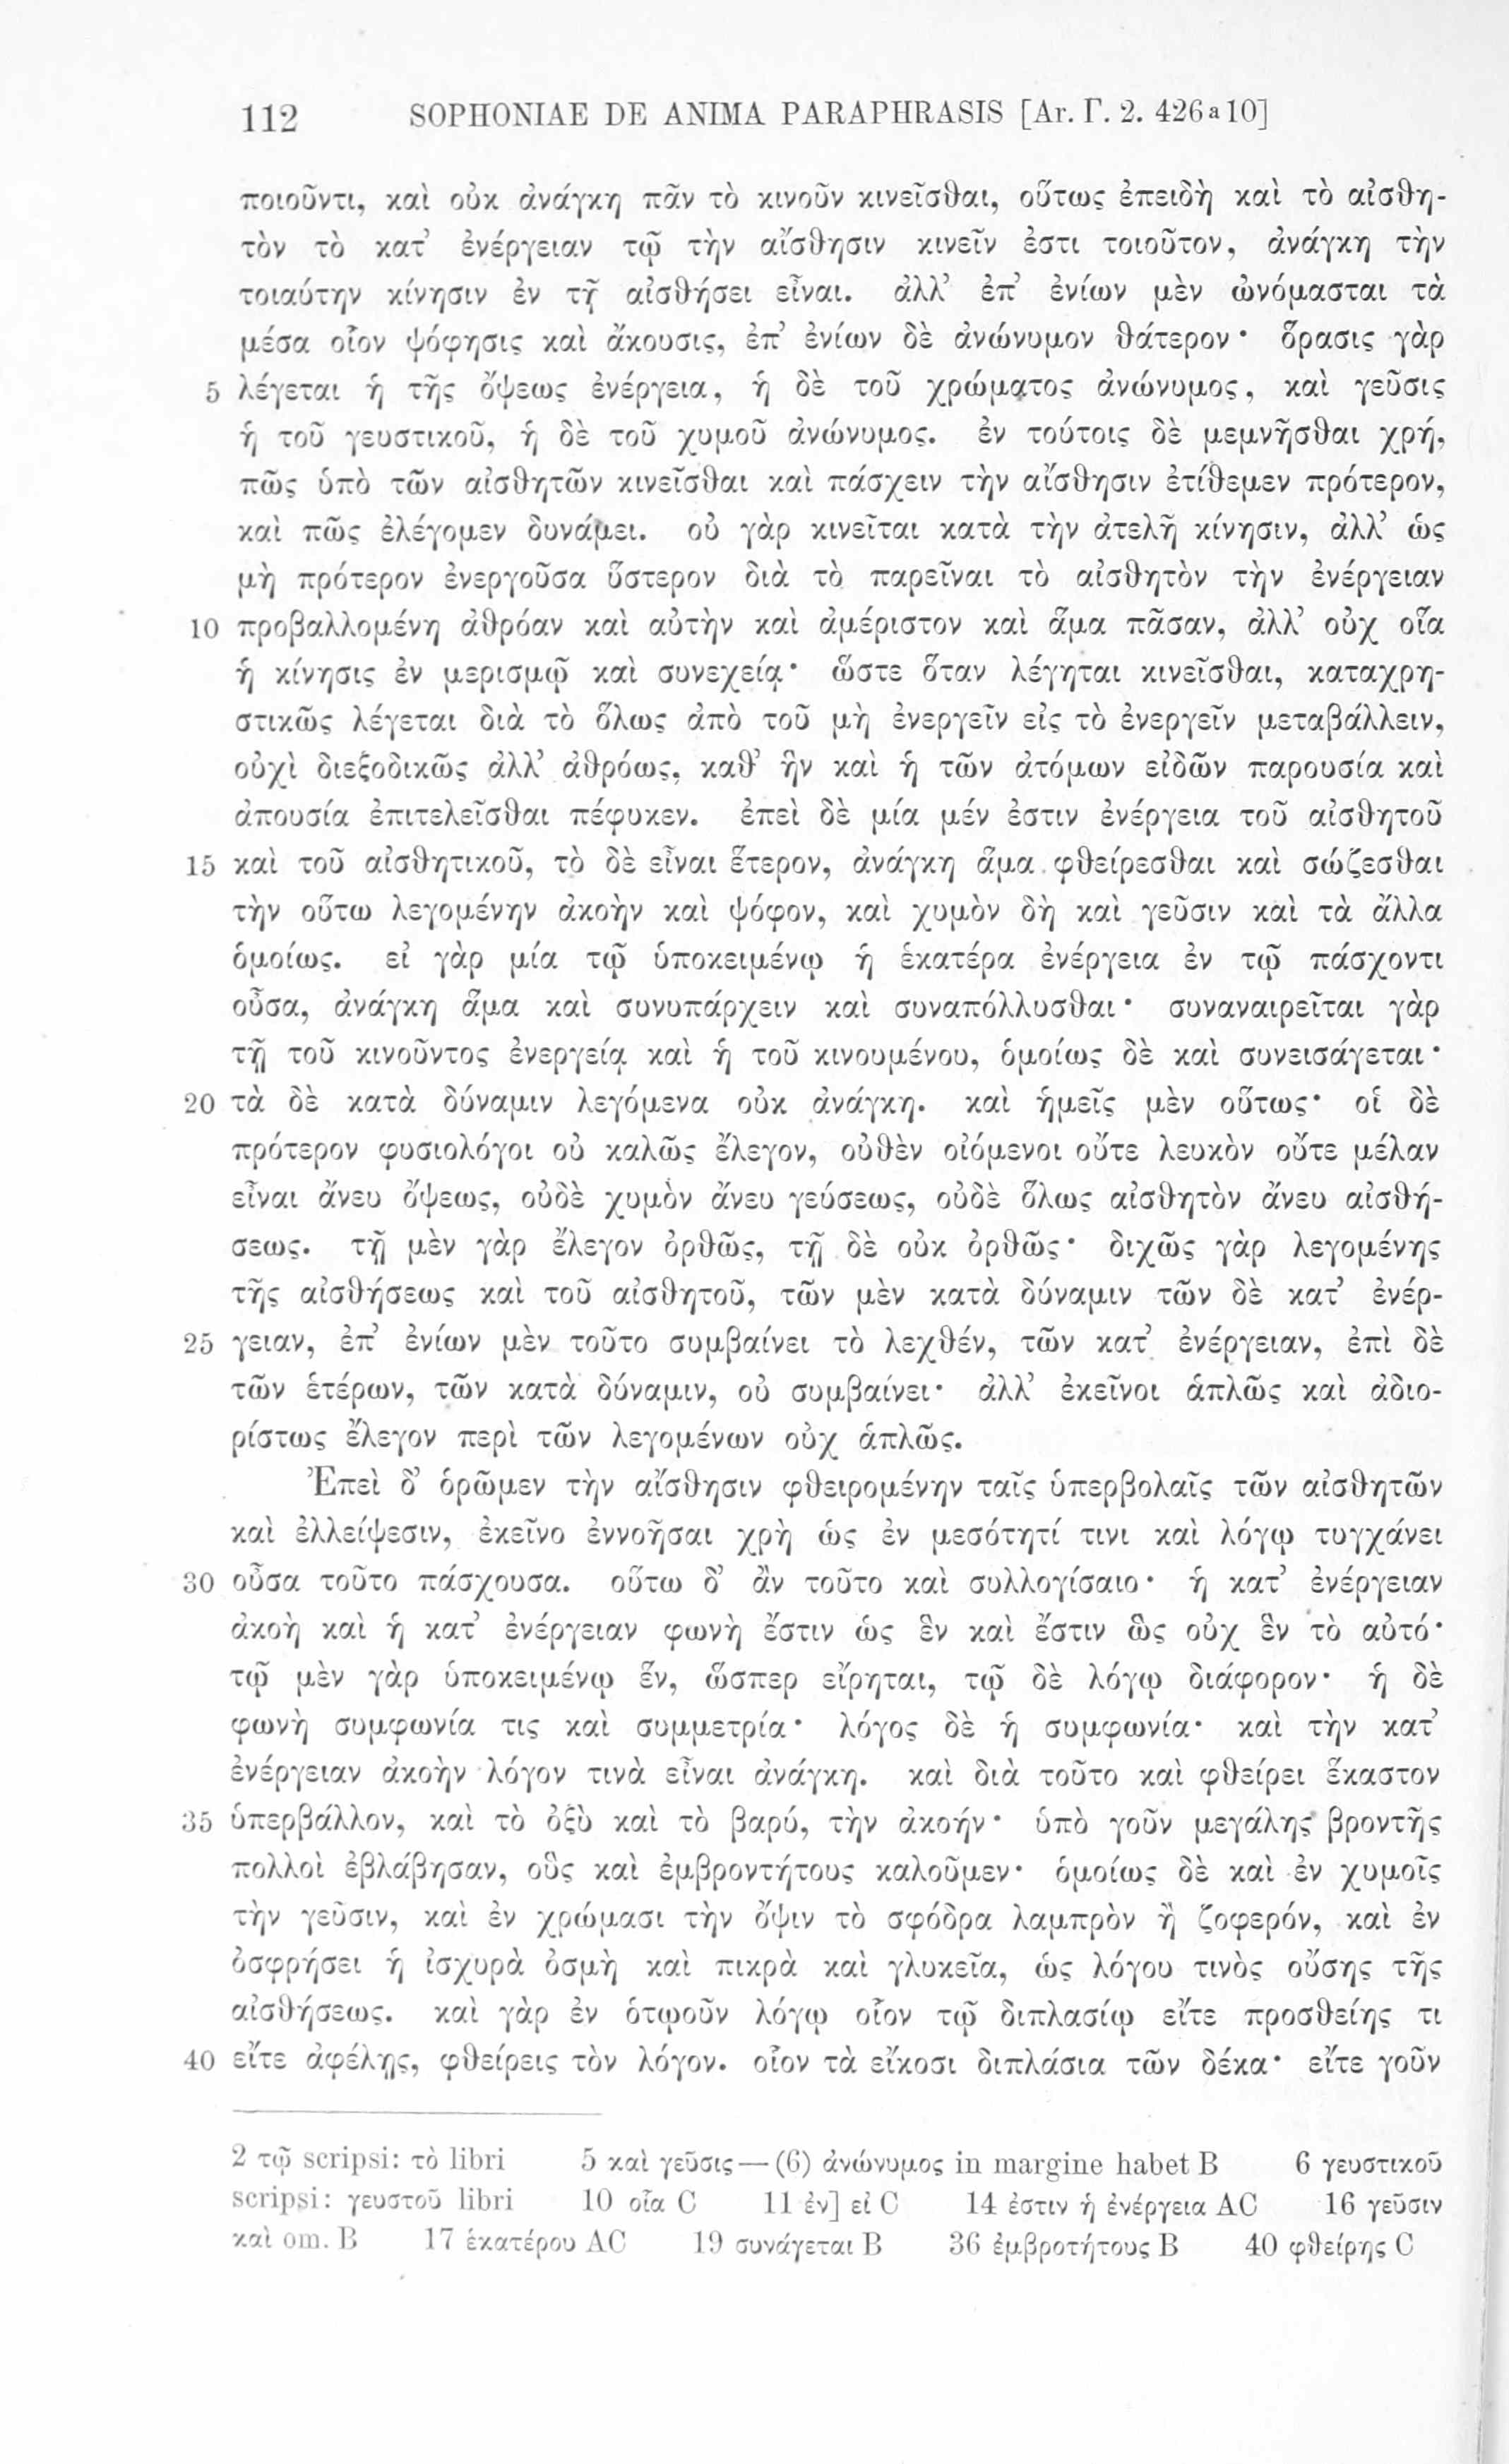 112 SOPHONIAE DE ANIMA PARAPHRASIS [Ar. Γ. 2. 426ᵃ10]
ποιοῦντι, καὶ οὐκ ἀνάγκη πᾶν τὸ κινοῦν κινεῖσθαι, οὕτως ἐπειδὴ καὶ τὸ αἰσθη-
τὸν τὸ κατ’ ἐνέργειαν τῷ τὴν αἴσθησιν κινεῖν ἐστι τοιοῦτον, ἀνάγκη τὴν
τοιαύτην κίνησιν ἐν τῇ αἰσθήσει εἶναι. ἀλλ’ ἐπ’ ἐνίων μὲν ὠνόμασται τὰ
μέσα οἷον ψόφησις καὶ ἄκουσις, ἐπ’ ἐνίων δὲ ἀνώνυμον θάτερον· ὅρασις γὰρ
5 λέγεται ἡ τῆς ὄψεως ἐνέργεια, ἡ δὲ τοῦ χρώματος ἀνώνυμος, καὶ γεῦσις
ἡ τοῦ γευστικοῦ, ἡ δὲ τοῦ χυμοῦ ἀνώνυμος. ἐν τούτοις δὲ μεμνῆσθαι χρή,
πῶς ὑπὸ τῶν αἰσθητῶν κινεῖσθαι καὶ πάσχειν τὴν αἴσθησιν ἐτίθεμεν πρότερον,
καὶ πῶς ἐλέγομεν δυνάμει. οὐ γὰρ κινεῖται κατὰ τὴν ἀτελῆ κίνησιν, ἀλλ’ ὡς
μὴ πρότερον ἐνεργοῦσα ὕστερον διὰ τὸ παρεῖναι τὸ αἰσθητὸν τὴν ἐνέργειαν
10 προβαλλομένη ἀθρόαν καὶ αὐτὴν καὶ ἀμέριστον καὶ ἅμα πᾶσαν, ἀλλ’ οὐχ οἵα
ἡ κίνησις ἐν μερισμῷ καὶ συνεχείᾳ· ὥστε ὅταν λέγηται κινεῖσθαι, καταχρη-
στικῶς λέγεται διὰ τὸ ὅλως ἀπὸ τοῦ μὴ ἐνεργεῖν εἰς τὸ ἐνεργεῖν μεταβάλλειν,
οὐχὶ διεξοδικῶς ἀλλ’ ἀθρόως, καθ’ ἣν καὶ ἡ τῶν ἀτόμων εἰδῶν παρουσία καὶ
ἀπουσία ἐπιτελεῖσθαι πέφυκεν. ἐπεὶ δὲ μία μέν ἐστιν ἐνέργεια τοῦ αἰσθητοῦ
15 καὶ τοῦ αἰσθητικοῦ, τὸ δὲ εἶναι ἕτερον, ἀνάγκη ἅμα φθείρεσθαι καὶ σώζεσθαι
τὴν οὕτω λεγομένην ἀκοὴν καὶ ψόφον, καὶ χυμὸν δὴ καὶ γεῦσιν καὶ τὰ ἄλλα
ὁμοίως. εἰ γὰρ μία τῷ ὑποκειμένῳ ἡ ἑκατέρα ἐνέργεια ἐν τῷ πάσχοντι
οὖσα, ἀνάγκη ἅμα καὶ συνυπάρχειν καὶ συναπόλλυσθαι· συναναιρεῖται γὰρ
τῇ τοῦ κινοῦντος ἐνεργείᾳ καὶ ἡ τοῦ κινουμένου, ὁμοίως δὲ καὶ συνεισάγεται·
20 τὰ δὲ κατὰ δύναμιν λεγόμενα οὐκ ἀνάγκη. καὶ ἡμεῖς μὲν οὕτως· οἱ δὲ
πρότερον φυσιολόγοι οὐ καλῶς ἔλεγον, οὐθὲν οἰόμενοι οὔτε λευκὸν οὔτε μέλαν
εἶναι ἄνευ ὄψεως, οὐδὲ χυμὸν ἄνευ γεύσεως, οὐδὲ ὅλως αἰσθητὸν ἄνευ αἰσθή-
σεως. τῇ μὲν γὰρ ἔλεγον ὀρθῶς, τῇ δὲ οὐκ ὀρθῶς· διχῶς γὰρ λεγομένης
τῆς αἰσθήσεως καὶ τοῦ αἰσθητοῦ, τῶν μὲν κατὰ δύναμιν τῶν δὲ κατ’ ἐνέρ-
25 γειαν, ἐπ’ ἐνίων μὲν τοῦτο συμβαίνει τὸ λεχθέν, τῶν κατ’ ἐνέργειαν, ἐπὶ δὲ
τῶν ἑτέρων, τῶν κατὰ δύναμιν, οὐ συμβαίνει· ἀλλ’ ἐκεῖνοι ἁπλῶς καὶ ἀδιο-
ρίστως ἔλεγον περὶ τῶν λεγομένων οὐχ ἁπλῶς.
Ἐπεὶ δ’ ὁρῶμεν τὴν αἴσθησιν φθειρομένην ταῖς ὑπερβολαῖς τῶν αἰσθητῶν
καὶ ἐλλείψεσιν, ἐκεῖνο ἐννοῆσαι χρὴ ὡς ἐν μεσότητί τινι καὶ λόγῳ τυγχάνει
30 οὖσα τοῦτο πάσχουσα. οὕτω δ’ ἂν τοῦτο καὶ συλλογίσαιο· ἡ κατ’ ἐνέργειαν
ἀκοὴ καὶ ἡ κατ’ ἐνέργειαν φωνὴ ἔστιν ὡς ἓν καὶ ἔστιν ὣς οὐχ ἓν τὸ αὐτό·
τῷ μὲν γὰρ ὑποκειμένῳ ἕν, ὥσπερ εἴρηται, τῷ δὲ λόγῳ διάφορον· ἡ δὲ
φωνὴ συμφωνία τις καὶ συμμετρία· λόγος δὲ ἡ συμφωνία· καὶ τὴν κατ’
ἐνέργειαν ἀκοὴν λόγον τινὰ εἶναι ἀνάγκη. καὶ διὰ τοῦτο καὶ φθείρει ἕκαστον
35 ὑπερβάλλον, καὶ τὸ ὀξὺ καὶ τὸ βαρύ, τὴν ἀκοήν· ὑπὸ γοῦν μεγάλης βροντῆς
πολλοὶ ἐβλάβησαν, οὓς καὶ ἐμβροντήτους καλοῦμεν· ὁμοίως δὲ καὶ ἐν χυμοῖς
τὴν γεῦσιν, καὶ ἐν χρώμασι τὴν ὄψιν τὸ σφόδρα λαμπρὸν ἢ ζοφερόν, καὶ ἐν
ὀσφρήσει ἡ ἰσχυρὰ ὀσμὴ καὶ πικρὰ καὶ γλυκεῖα, ὡς λόγου τινὸς οὔσης τῆς
αἰσθήσεως. καὶ γὰρ ἐν ὁτῳοῦν λόγῳ οἷον τῷ διπλασίῳ εἴτε προσθείης τι
40 εἴτε ἀφέλῃς, φθείρεις τὸν λόγον. οἷον τὰ εἴκοσι διπλάσια τῶν δέκα· εἴτε γοῦν
2 τῷ scripsi: τὸ libri 5 καὶ γεῦσις — (6) ἀνώνυμος in margine habet B 6 γευστικοῦ
scripsi: γευστοῦ libri 10 οἷα C 11 ἐν] εἰ C 14 ἐστιν ἡ ἐνέργεια AC 16 γεῦσιν
καὶ om. B 17 ἑκατέρου AC 19 συνάγεται B 36 ἐμβροτήτους B 40 φθείρης C